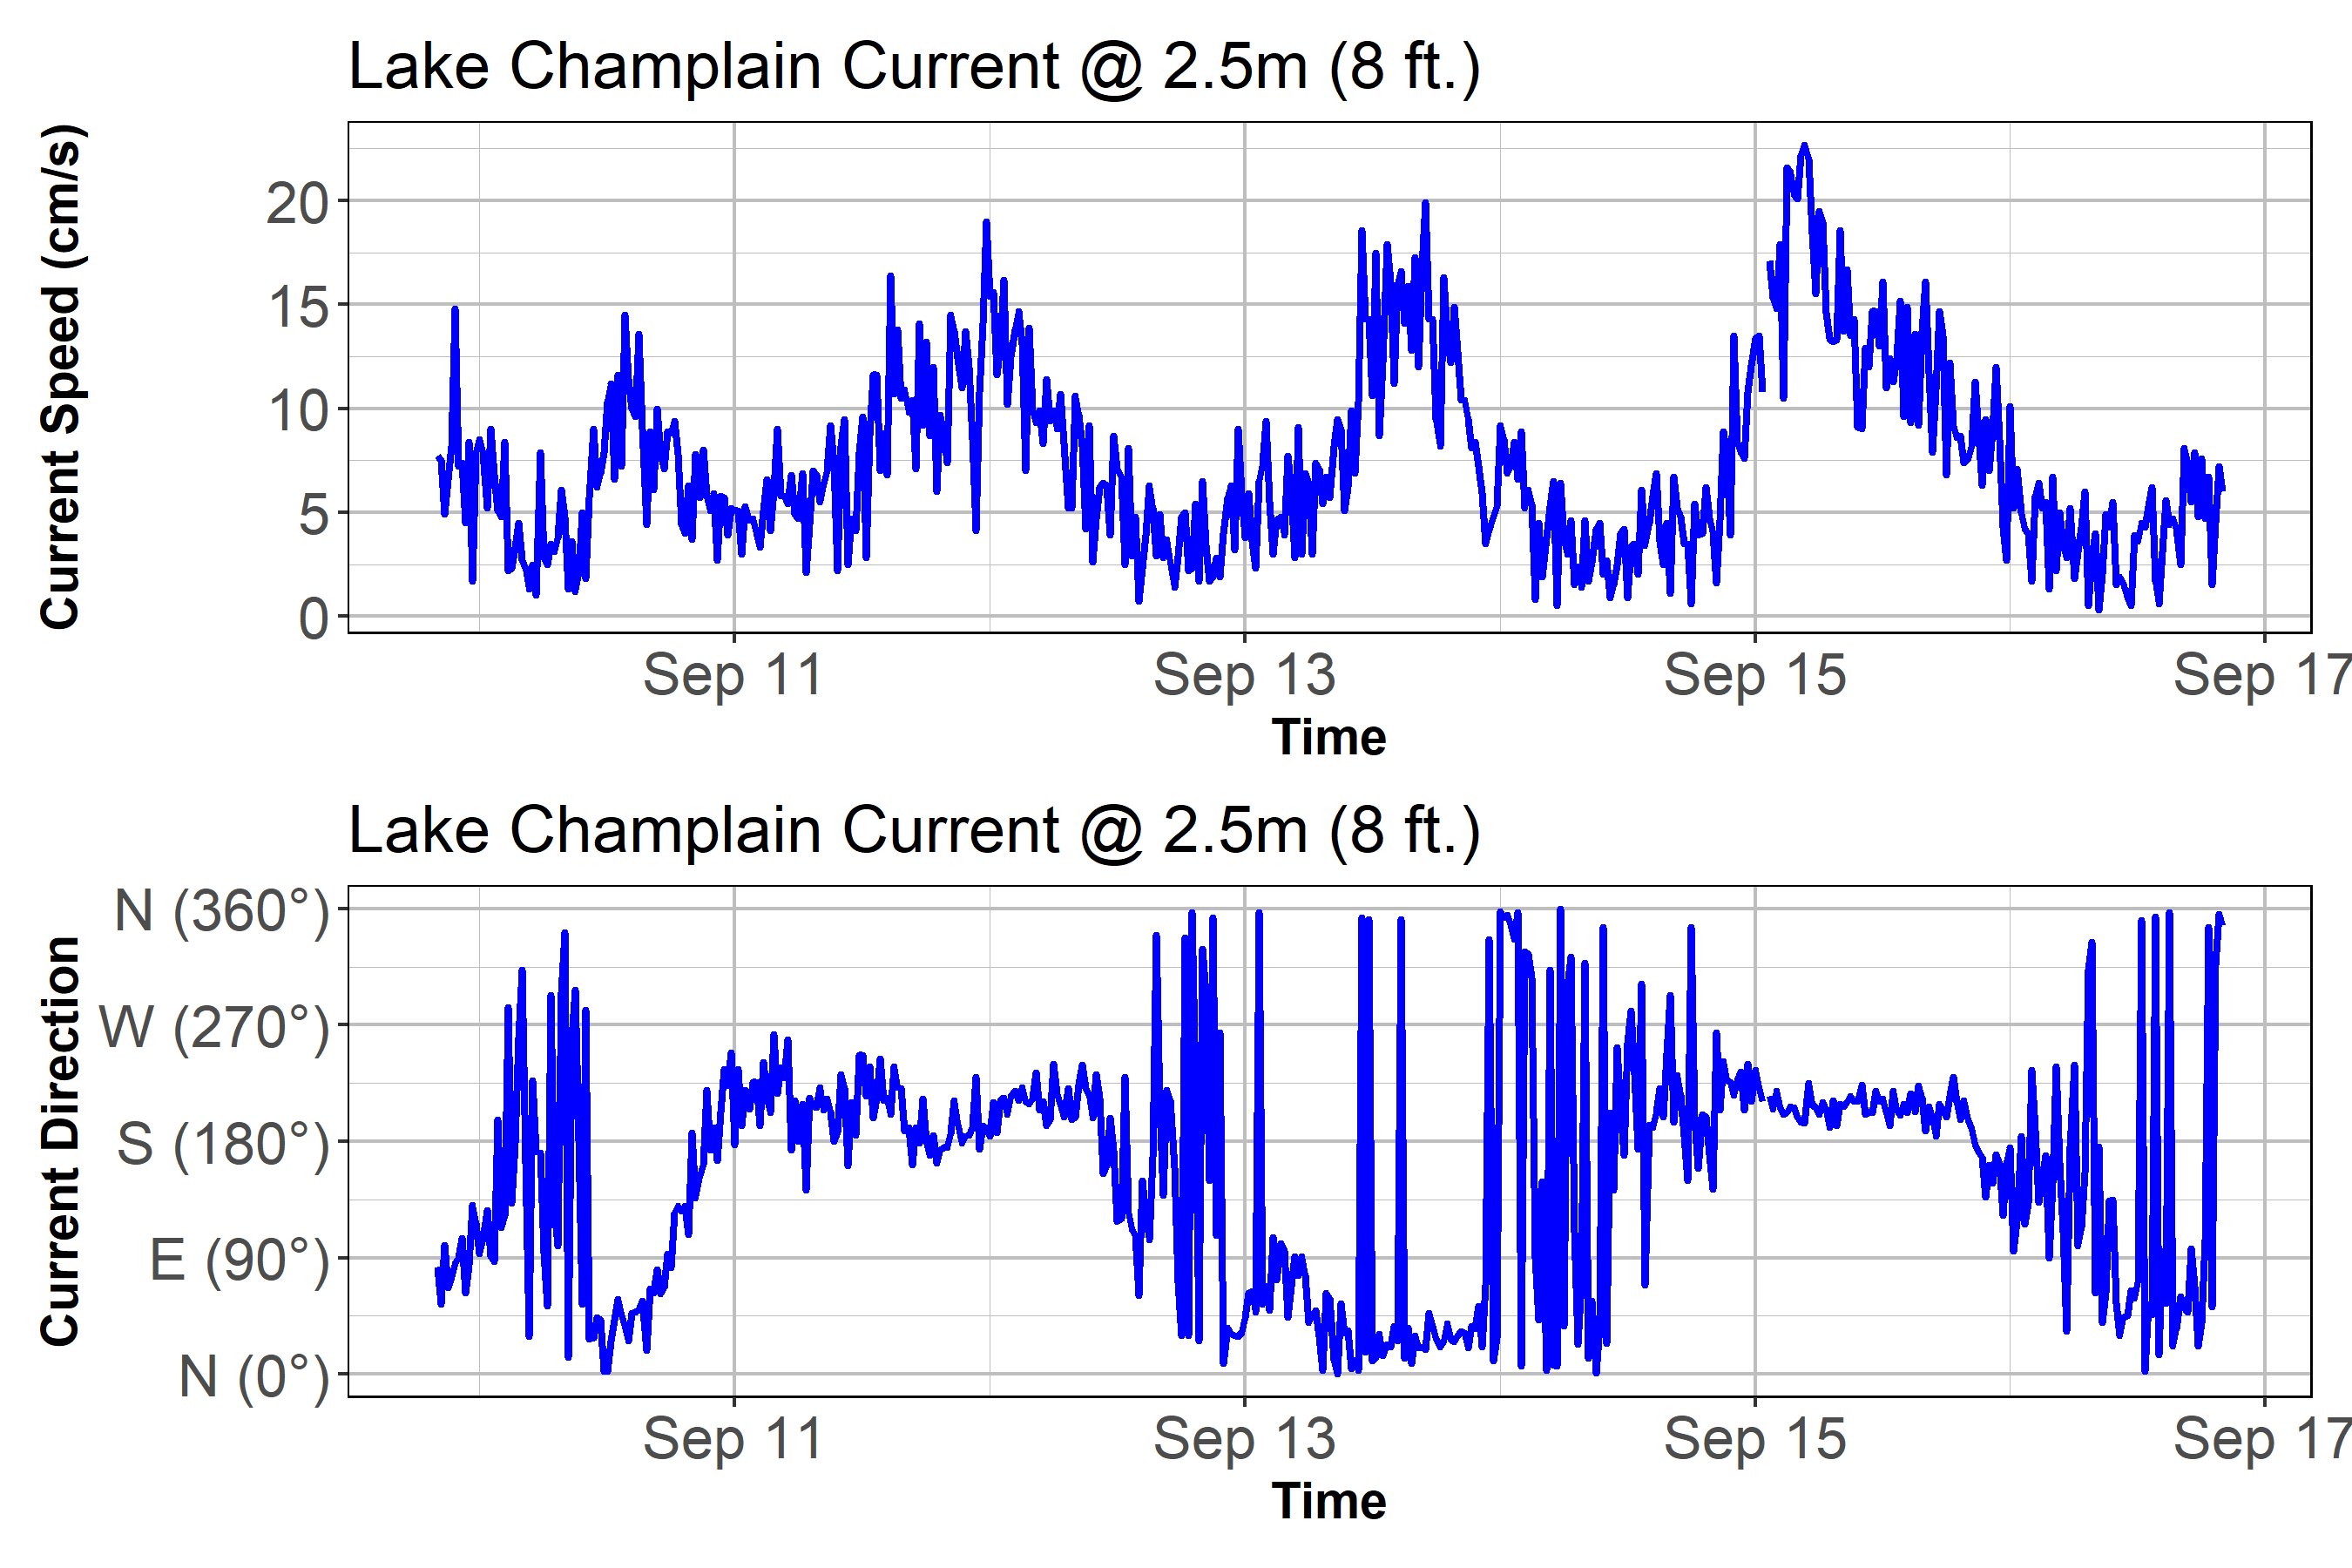 Lake Champlain Current @ 2.5m (8 ft.)
Current Speed (cm/s)
20
15
10
5
0
Sep 11 Sep 13 Sep 15 Sep 17
Time
Lake Champlain Current @ 2.5m (8 ft.)
Current Direction
N (360°)
W (270°)
S (180°)
E (90°)
N (0°)
Sep 11 Sep 13 Sep 15 Sep 17
Time